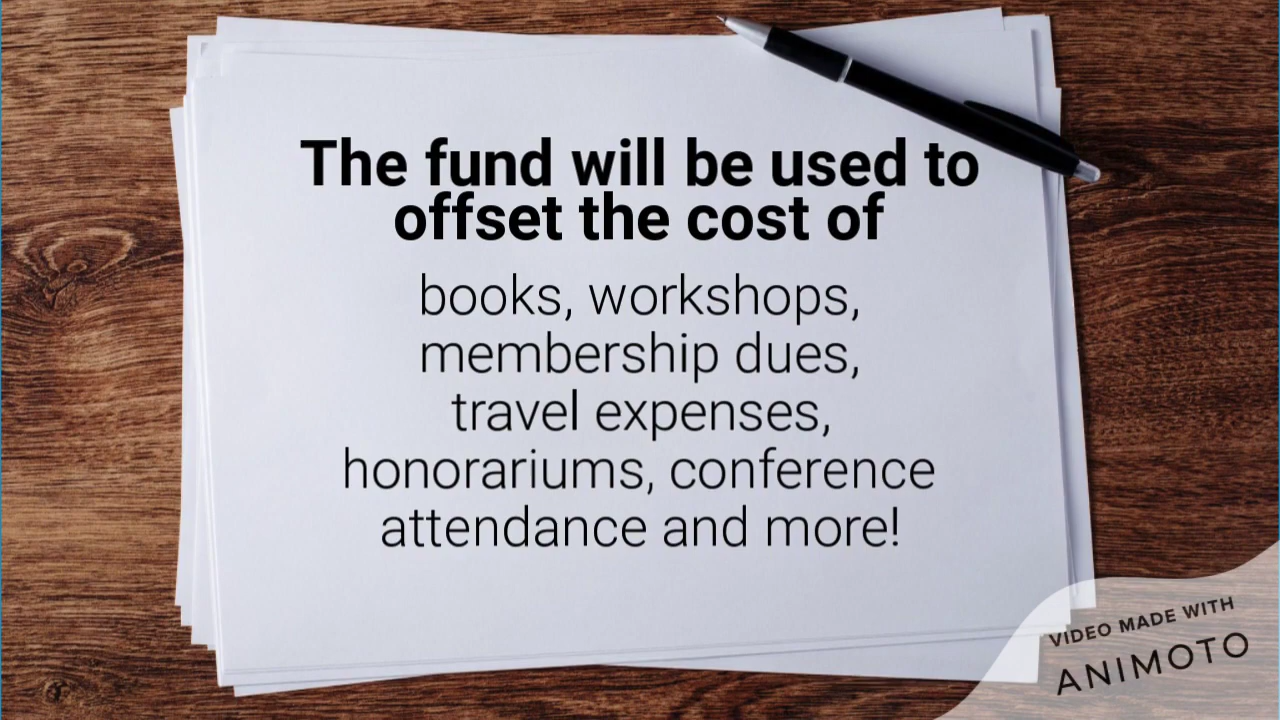 The fund will be used to
offset the cost of
books, workshops,
membership dues,
travel expenses,
honorariums, conference
attendance and more!
VIDEO MADE WITH
ANIMOTO